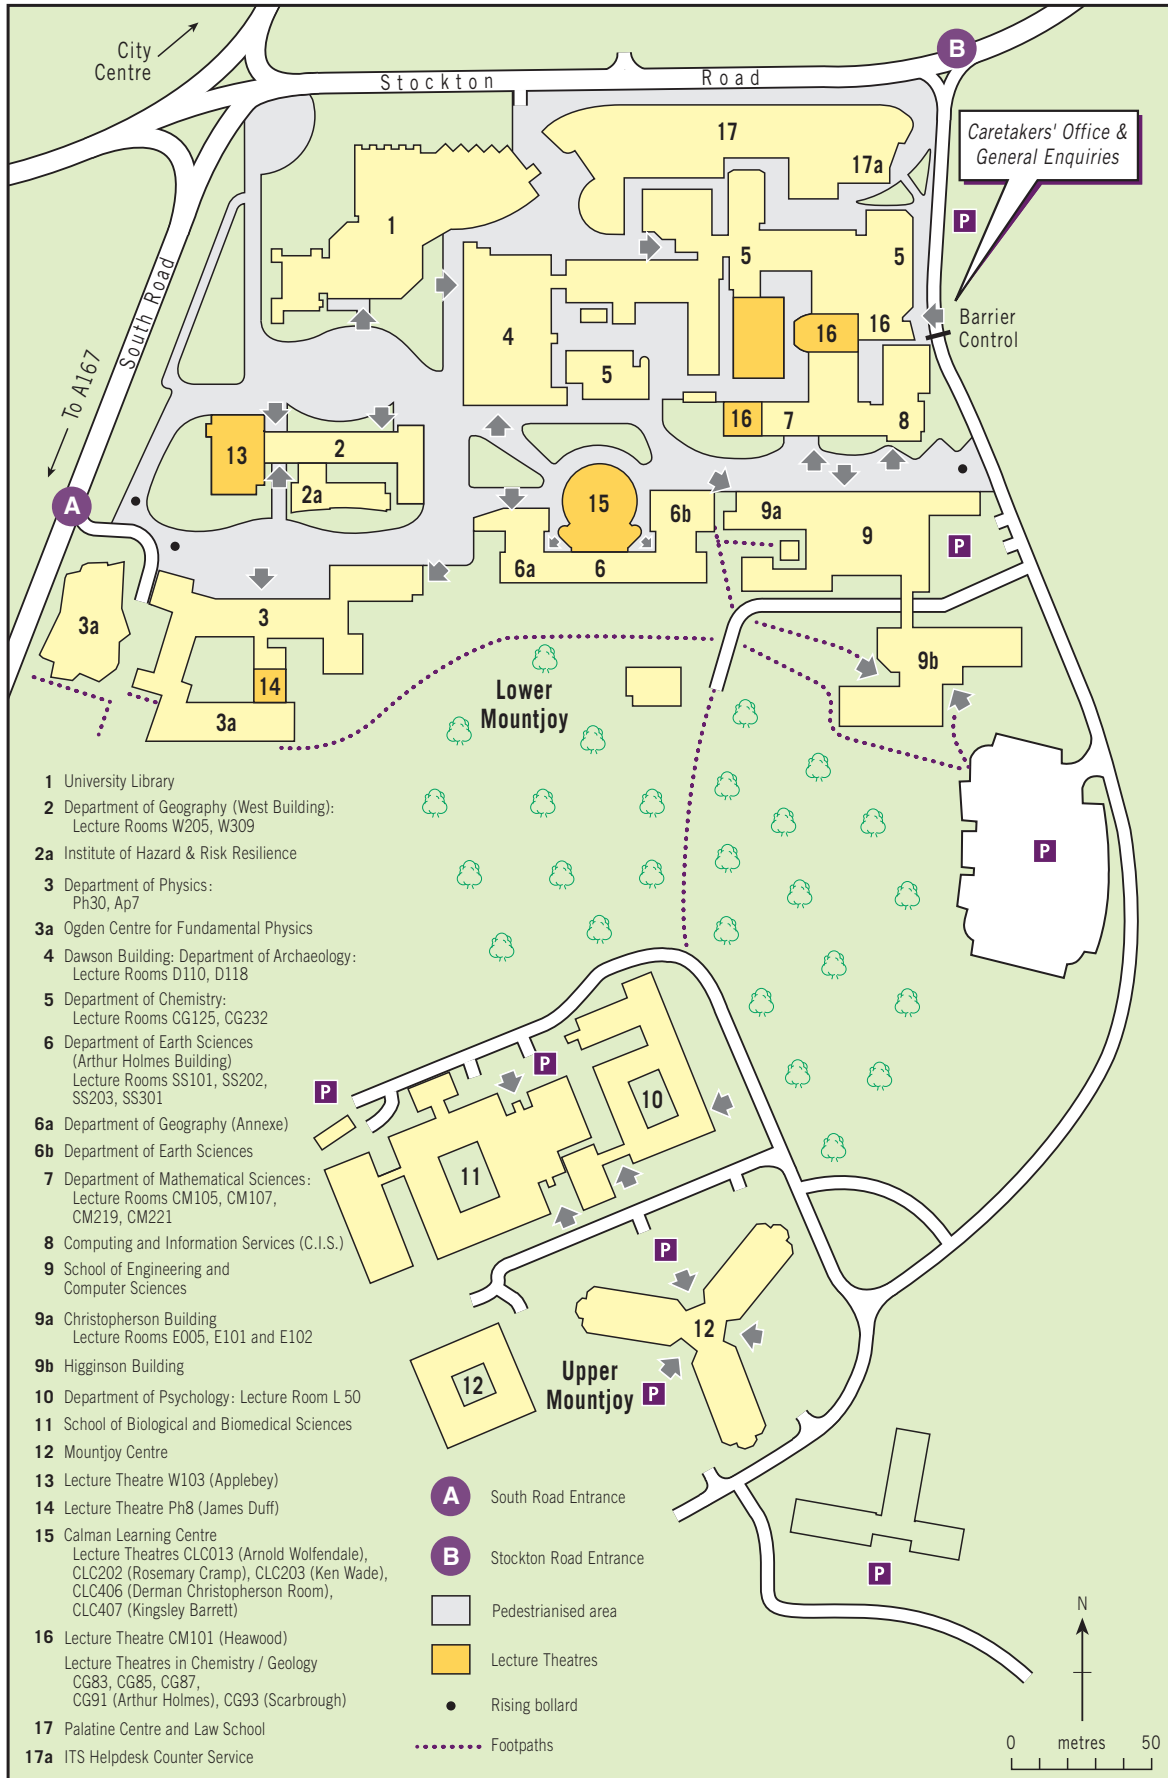 City
Centre
Stockton Road
B
Caretakers' Office &
General Enquiries
17
17a
P
1
5
5
South Road
4
16
16
Barrier
Control
5
To A167
16
7
8
13
2
2a
15
6b
9a
9
A
P
6a
6
3a
3
9b
14
3a
Lower
Mountjoy
P
1 University Library
2 Department of Geography (West Building):
Lecture Rooms W205, W309
2a Institute of Hazard & Risk Resilience
3 Department of Physics:
Ph30, Ap7
3a Ogden Centre for Fundamental Physics
4 Dawson Building: Department of Archaeology:
Lecture Rooms D110, D118
5 Department of Chemistry:
Lecture Rooms CG125, CG232
6 Department of Earth Sciences
(Arthur Holmes Building)
Lecture Rooms SS101, SS202,
SS203, SS301
6a Department of Geography (Annexe)
6b Department of Earth Sciences
7 Department of Mathematical Sciences:
Lecture Rooms CM105, CM107,
CM219, CM221
8 Computing and Information Services (C.I.S.)
9 School of Engineering and
Computer Sciences
9a Christopherson Building
Lecture Rooms E005, E101 and E102
9b Higginson Building
10 Department of Psychology: Lecture Room L 50
11 School of Biological and Biomedical Sciences
12 Mountjoy Centre
13 Lecture Theatre W103 (Applebey)
14 Lecture Theatre Ph8 (James Duff)
15 Calman Learning Centre
Lecture Theatres CLC013 (Arnold Wolfendale),
CLC202 (Rosemary Cramp), CLC203 (Ken Wade),
CLC406 (Derman Christopherson Room),
CLC407 (Kingsley Barrett)
16 Lecture Theatre CM101 (Heawood)
Lecture Theatres in Chemistry / Geology
CG83, CG85, CG87,
CG91 (Arthur Holmes), CG93 (Scarbrough)
17 Palatine Centre and Law School
17a ITS Helpdesk Counter Service
P
P
10
11
P
12
12
Upper
Mountjoy
P
P
A South Road Entrance
B Stockton Road Entrance
Pedestrianised area
Lecture Theatres
Rising bollard
Footpaths
N
0 metres 50